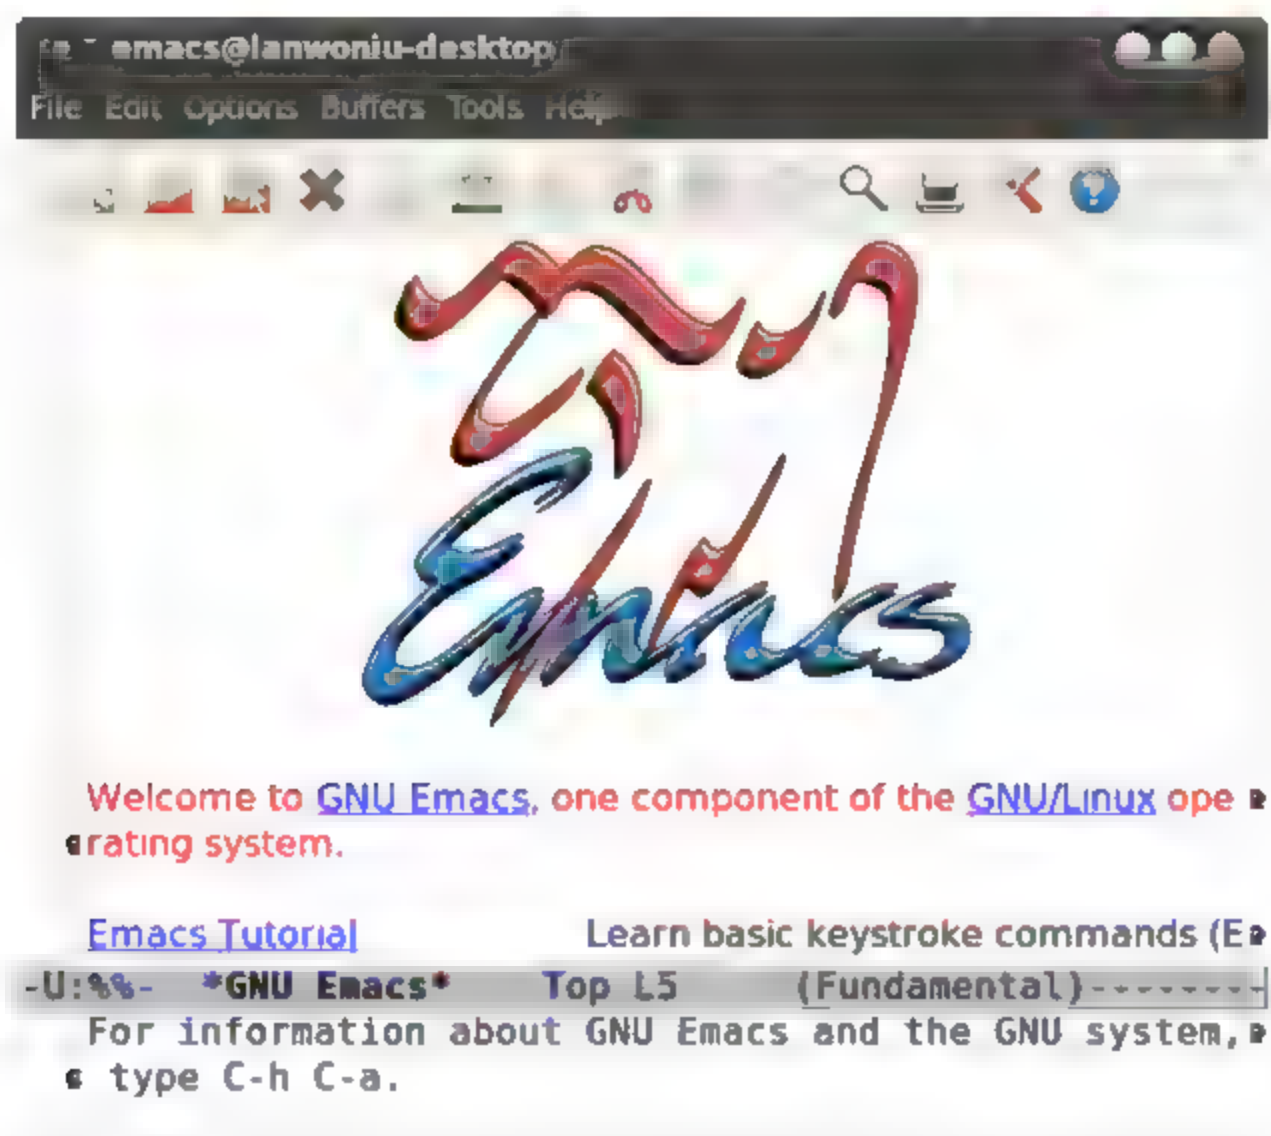 emacs@lanwoniu-desktop
File Edit Options Buffers Tools Help
Emacs
Welcome to GNU Emacs, one component of the GNU/Linux ope
rating system.
Emacs Tutorial Learn basic keystroke commands (E
-U:%%- *GNU Emacs* Top L5 (Fundamental)--------
For information about GNU Emacs and the GNU system,
type C-h C-a.